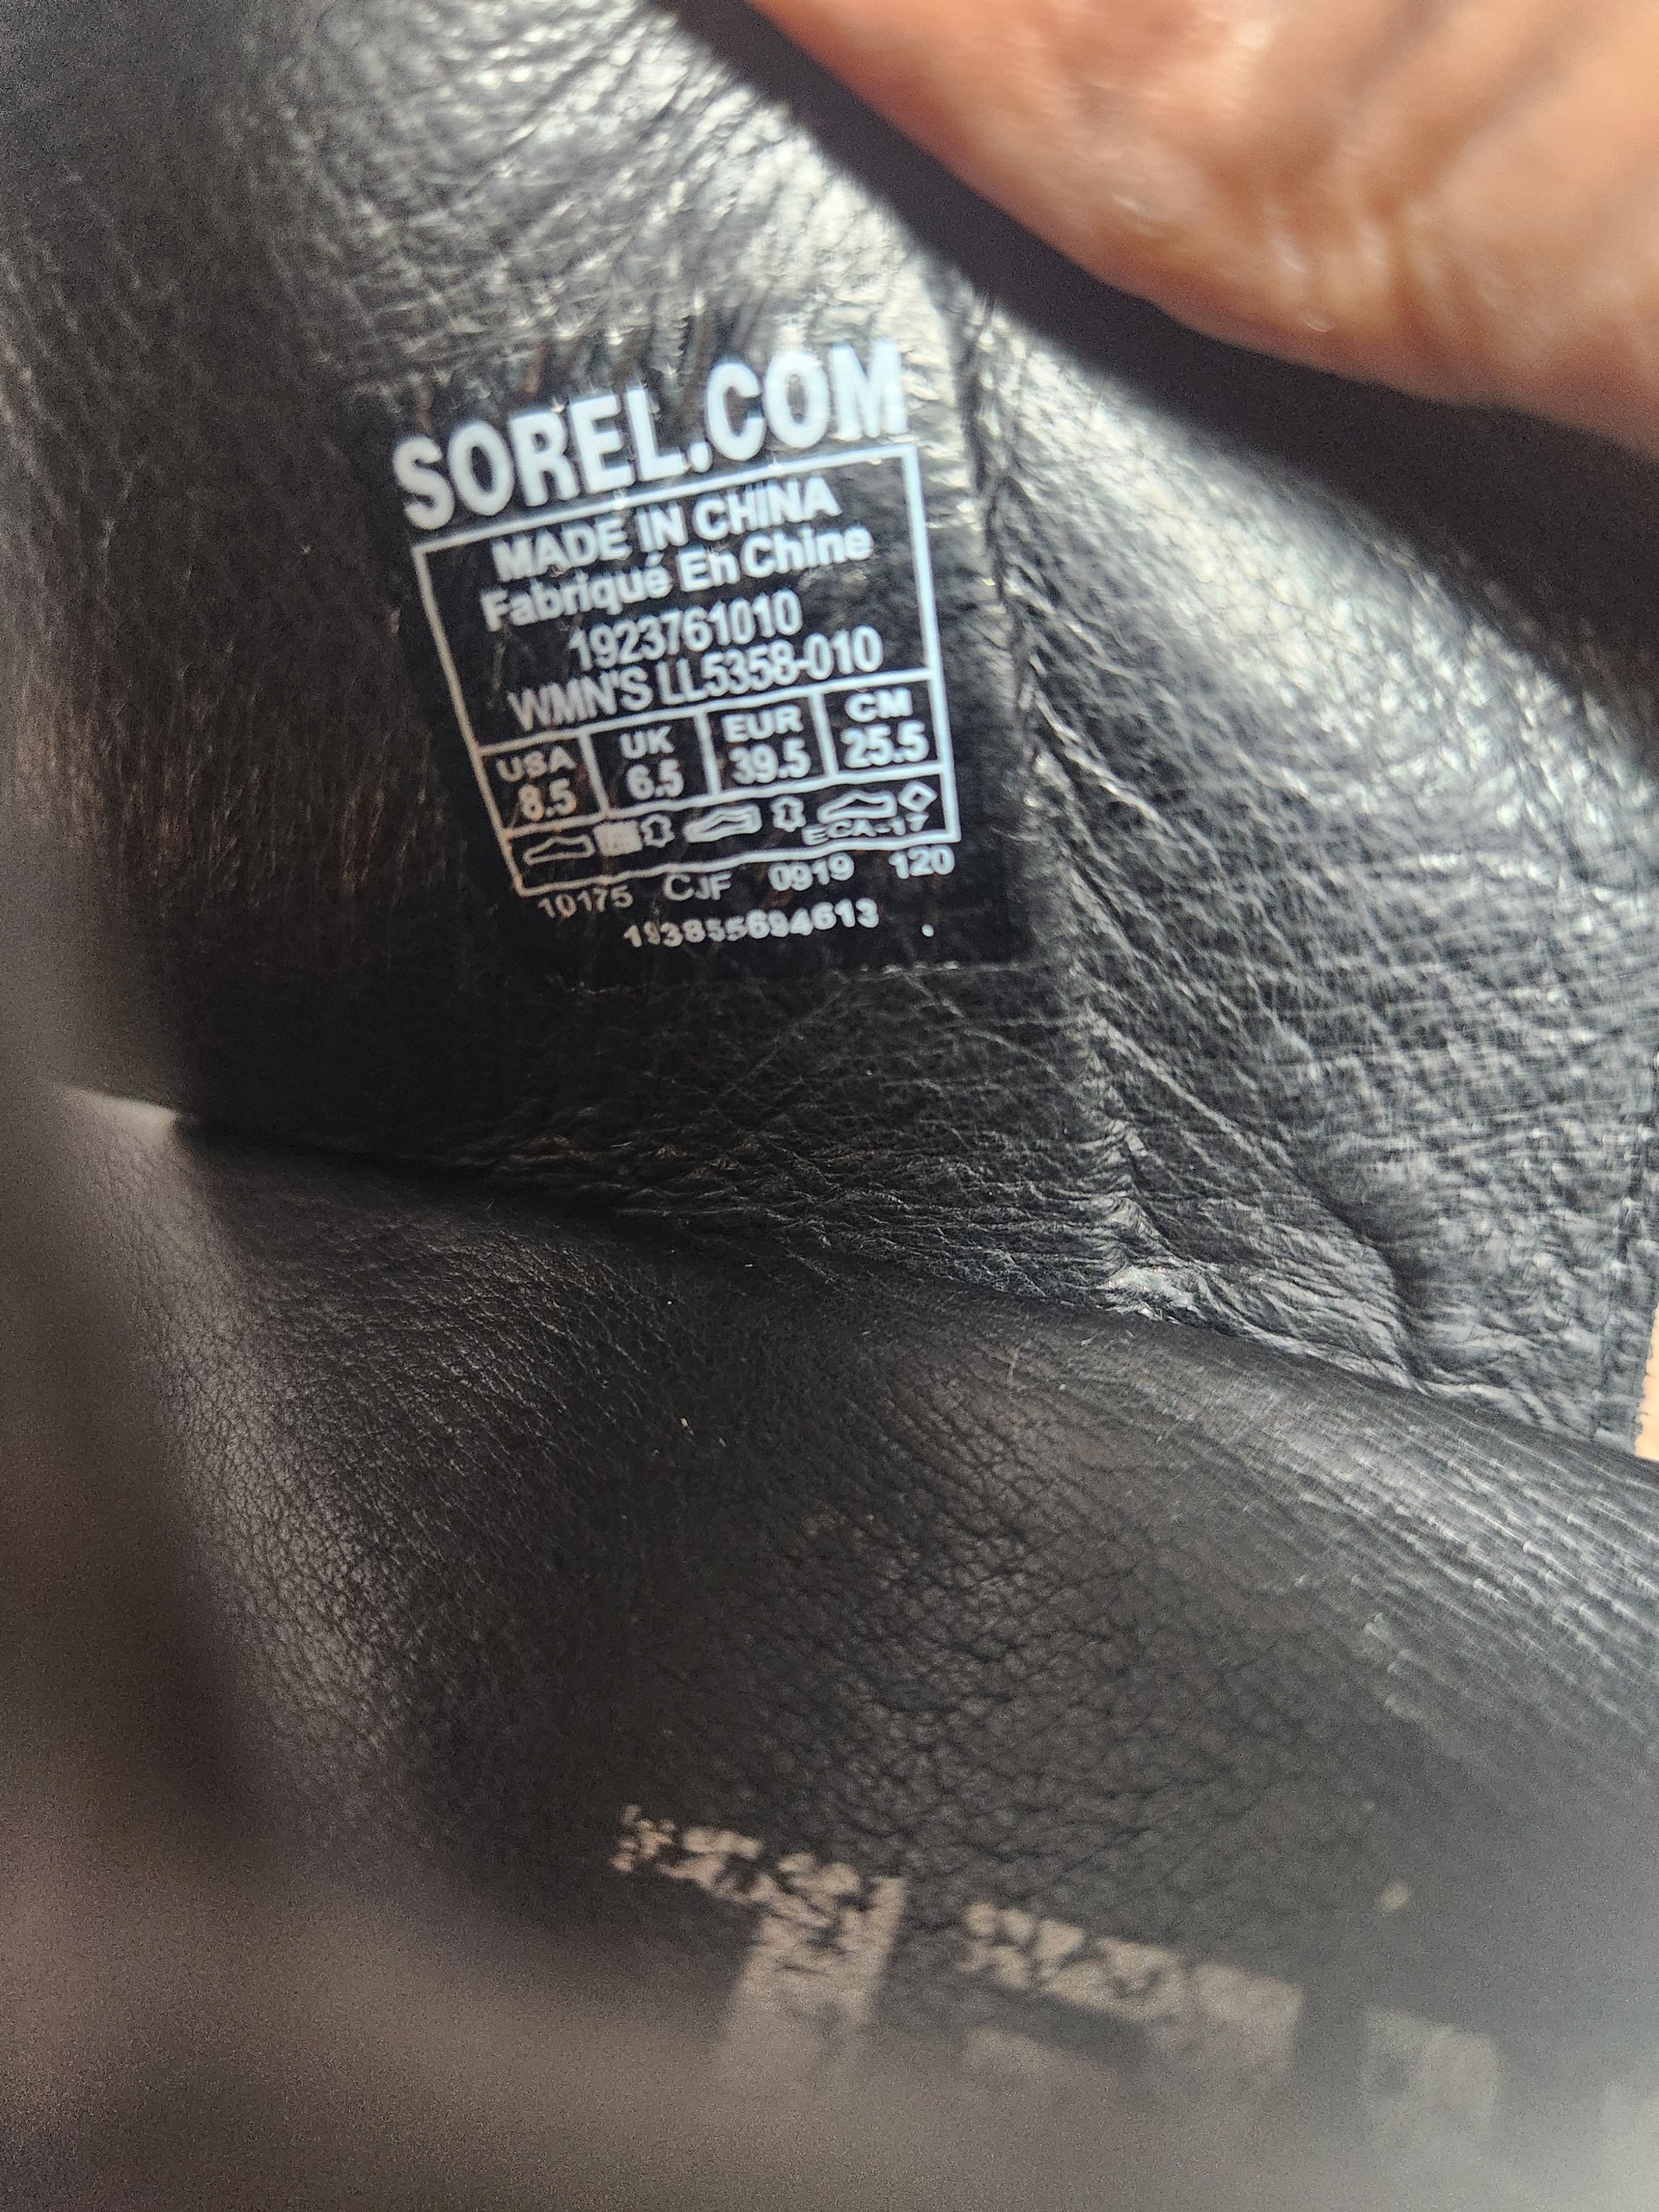 SOREL.COM
MADE IN CHINA
Fabriqué En Chine
1923761010
WMN'S LL5358-010
USA UK EUR CM
8.5 6.5 39.5 25.5
ECA-17
10175 CJF 0919 120
193855694613